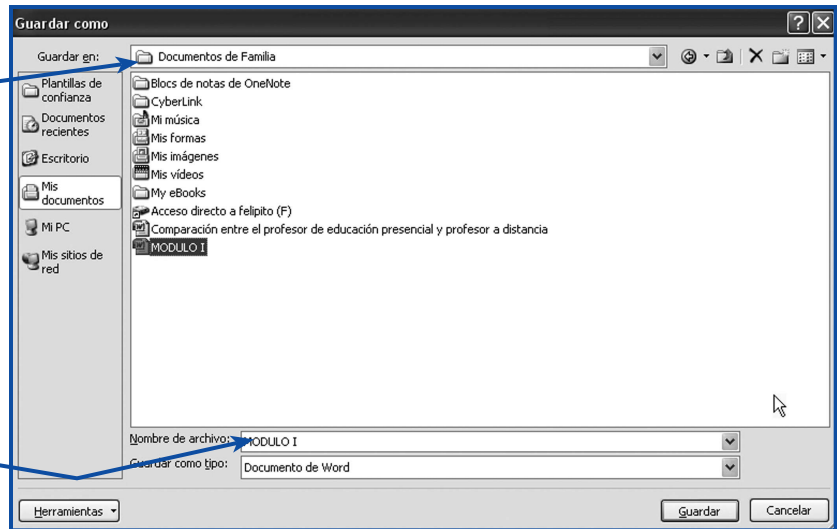 Guardar como
Guardar en:
Documentos de Familia
Plantillas de
confianza
Documentos
recientes
Escritorio
Mis
documentos
Mi PC
Mis sitios de
red
Blocs de notas de OneNote
CyberLink
Mi música
Mis formas
Mis imágenes
Mis vídeos
My eBooks
Acceso directo a felipito (F)
Comparación entre el profesor de educación presencial y profesor a distancia
MODULO I
Nombre de archivo:
MODULO I
Guardar como tipo:
Documento de Word
Herramientas
Guardar
Cancelar